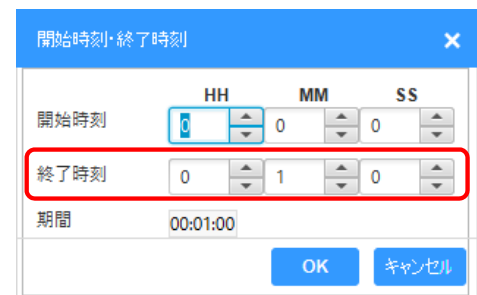 開始時刻・終了時刻 ×
HH MM SS
開始時刻 0 0 0
終了時刻 0 1 0
期間 00:01:00
OK キャンセル